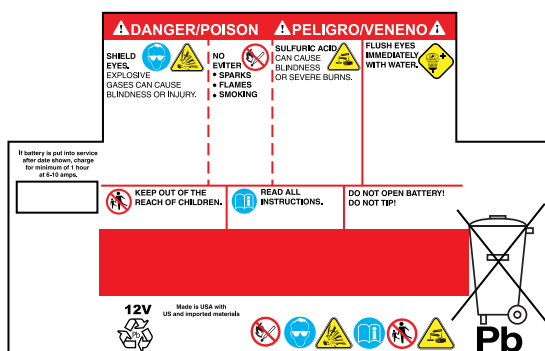 DANGER/POISON
PELIGRO/VENENO
SHIELD
EYES.
EXPLOSIVE
GASES CAN CAUSE
BLINDNESS OR INJURY.
NO
EVITER
• SPARKS
• FLAMES
• SMOKING
SULFURIC ACID
CAN CAUSE
BLINDNESS
OR SEVERE BURNS.
FLUSH EYES
IMMEDIATELY
WITH WATER.
If battery is put into service
after date shown, charge
for minimum of 1 hour
at 6-10 amps.
KEEP OUT OF THE
REACH OF CHILDREN.
READ ALL
INSTRUCTIONS.
DO NOT OPEN BATTERY!
DO NOT TIP!
12V
Pb
Made is USA with
US and imported materials
Pb